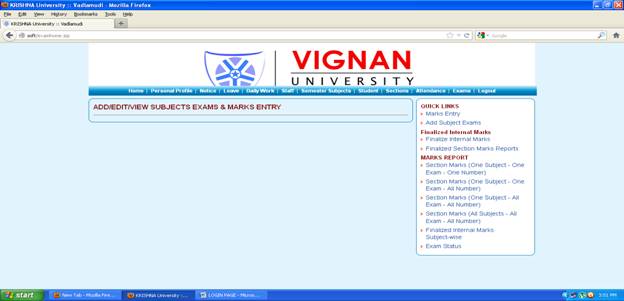 KRISHNA University :: Vadlamudi - Mozilla Firefox
File Edit View History Bookmarks Tools Help
KRISHNA University :: Vadlamudi
soft/examhome.jsp
Google
VIGNAN
UNIVERSITY
Home | Personal Profile | Notice | Leave | Daily Work | Staff | Semester Subjects | Student | Sections | Attendance | Exams | Logout
ADD/EDIT/VIEW SUBJECTS EXAMS & MARKS ENTRY
QUICK LINKS
Marks Entry
Add Subject Exams
Finalized Internal Marks
Finalize Internal Marks
Finalized Section Marks Reports
MARKS REPORT
Section Marks (One Subject - One
Exam - One Number)
Section Marks (One Subject - One
Exam - All Number)
Section Marks (One Subject - All
Exam - All Number)
Section Marks (All Subjects - All
Exam - All Number)
Finalized Internal Marks
Subject-wise
Exam Status
start
New Tab - Mozilla Fire...
KRISHNA University :...
LOGIN PAGE - Micros...
3:51 PM